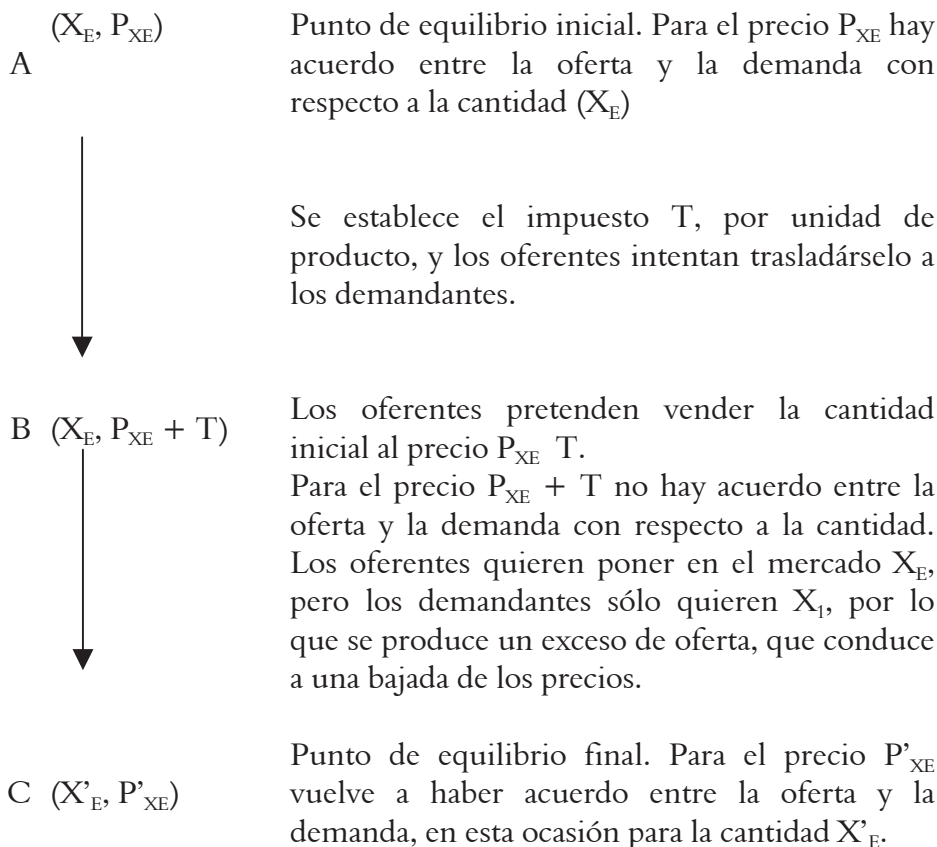 (X_E, P_XE)
A
Punto de equilibrio inicial. Para el precio P_XE hay
acuerdo entre la oferta y la demanda con
respecto a la cantidad (X_E)
Se establece el impuesto T, por unidad de
producto, y los oferentes intentan trasladárselo a
los demandantes.
B (X_E, P_XE + T)
Los oferentes pretenden vender la cantidad
inicial al precio P_XE T.
Para el precio P_XE + T no hay acuerdo entre la
oferta y la demanda con respecto a la cantidad.
Los oferentes quieren poner en el mercado X_E,
pero los demandantes sólo quieren X_1, por lo
que se produce un exceso de oferta, que conduce
a una bajada de los precios.
C (X’_E, P’_XE)
Punto de equilibrio final. Para el precio P’_XE
vuelve a haber acuerdo entre la oferta y la
demanda, en esta ocasión para la cantidad X’_E.